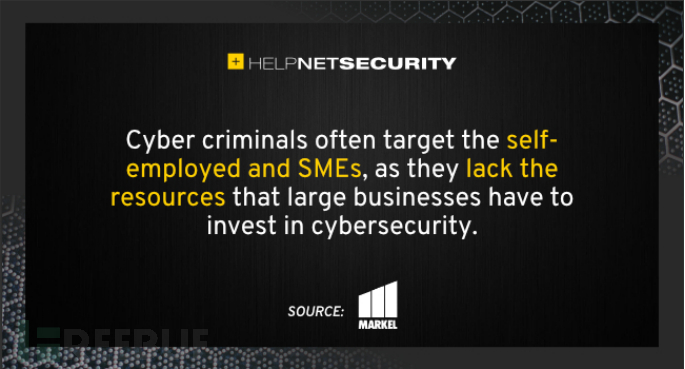 + HELPNETSECURITY
Cyber criminals often target the self-
employed and SMEs, as they lack the
resources that large businesses have to
invest in cybersecurity.
SOURCE:
MARKEL